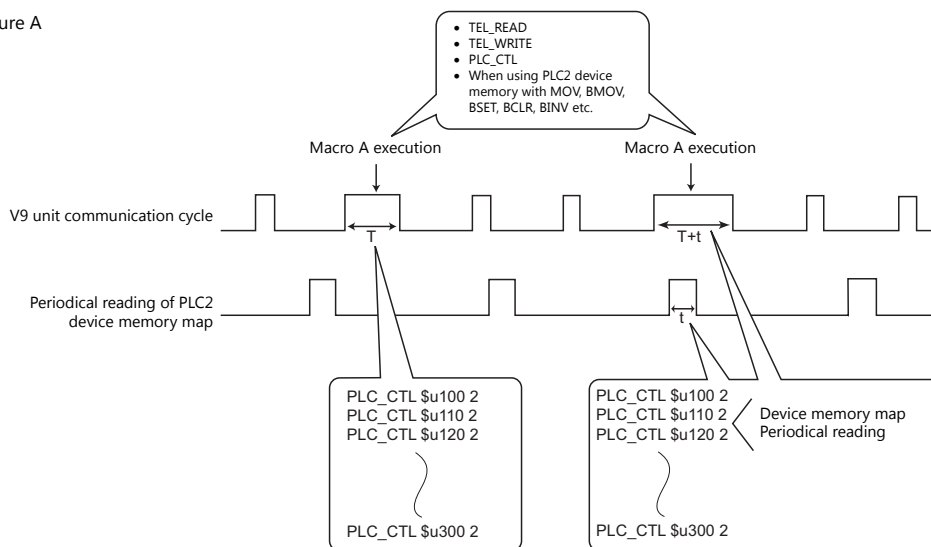 ure A
• TEL_READ
• TEL_WRITE
• PLC_CTL
• When using PLC2 device
memory with MOV, BMOV,
BSET, BCLR, BINV etc.
Macro A execution
Macro A execution
V9 unit communication cycle
T
T+t
Periodical reading of PLC2
device memory map
t
PLC_CTL $u100 2
PLC_CTL $u110 2
PLC_CTL $u120 2
PLC_CTL $u300 2
PLC_CTL $u100 2
PLC_CTL $u110 2
PLC_CTL $u120 2
PLC_CTL $u300 2
Device memory map
Periodical reading